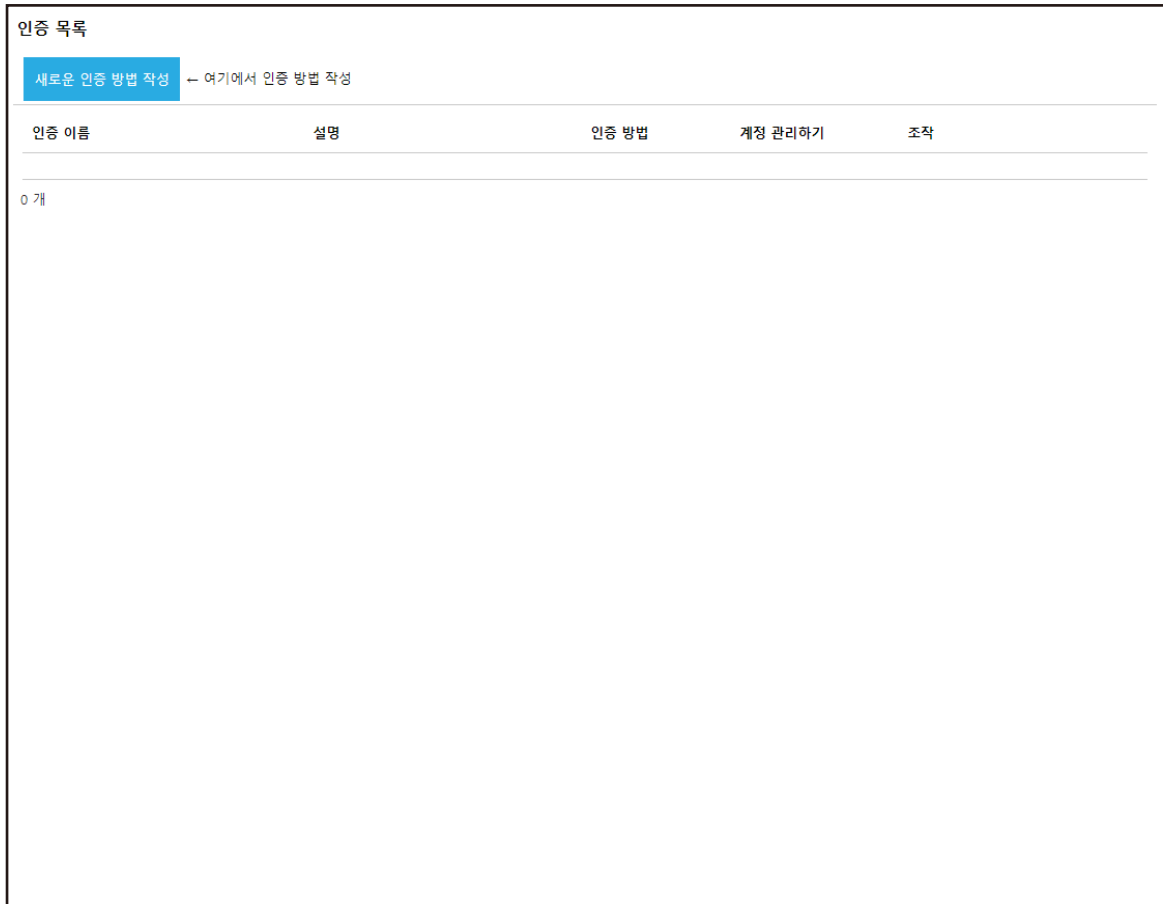 인증 목록
새로운 인증 방법 작성 ← 여기에서 인증 방법 작성
인증 이름 설명 인증 방법 계정 관리하기 조작
0 개